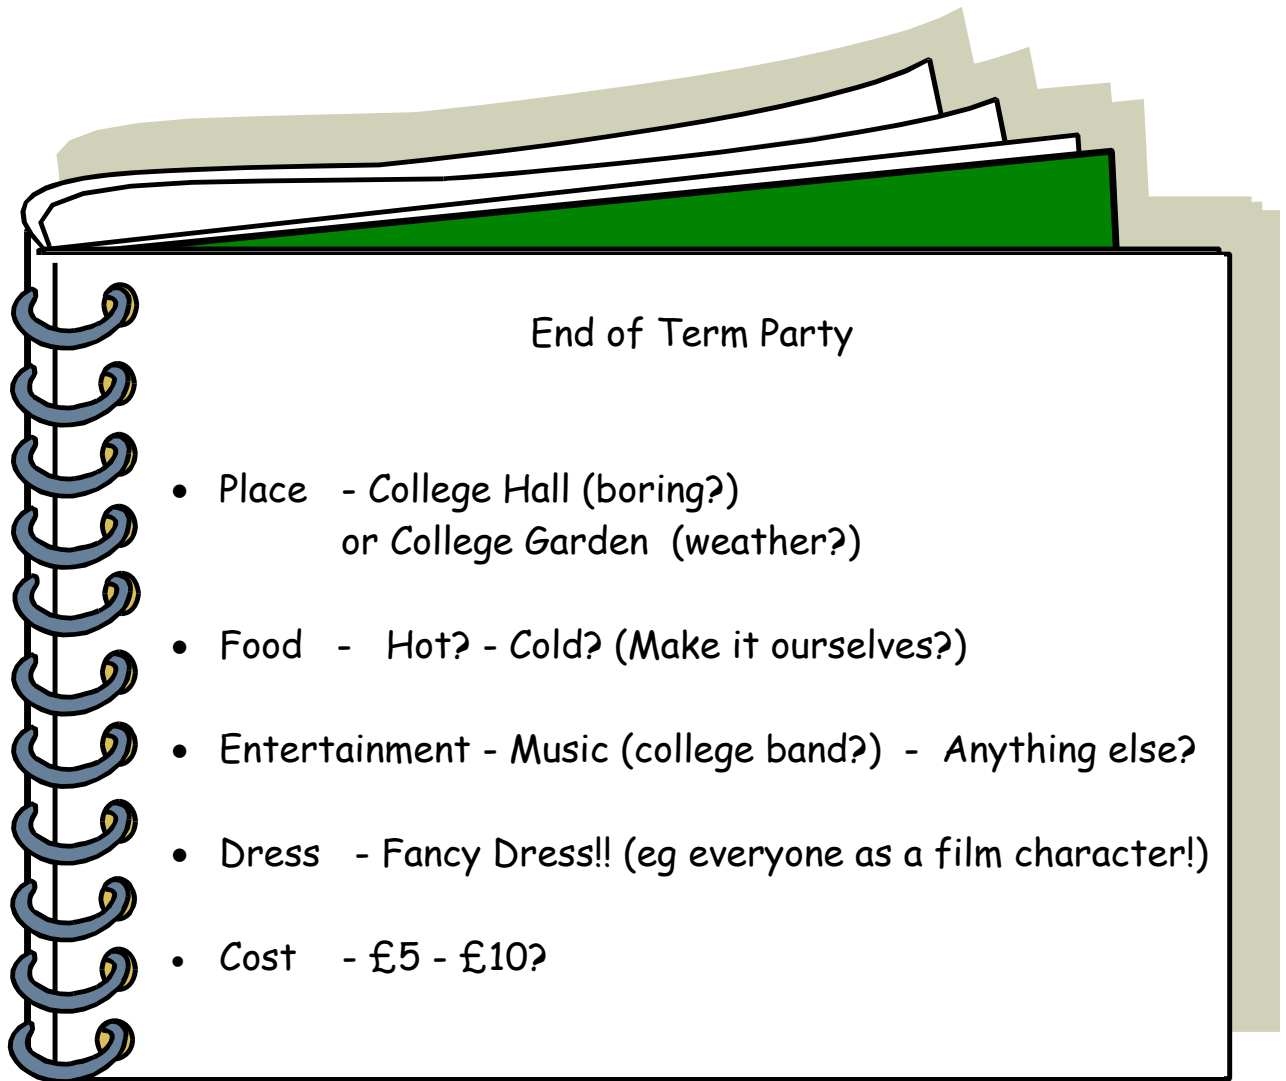 End of Term Party
• Place - College Hall (boring?)
or College Garden (weather?)
• Food - Hot? - Cold? (Make it ourselves?)
• Entertainment - Music (college band?) - Anything else?
• Dress - Fancy Dress!! (eg everyone as a film character!)
• Cost - £5 - £10?